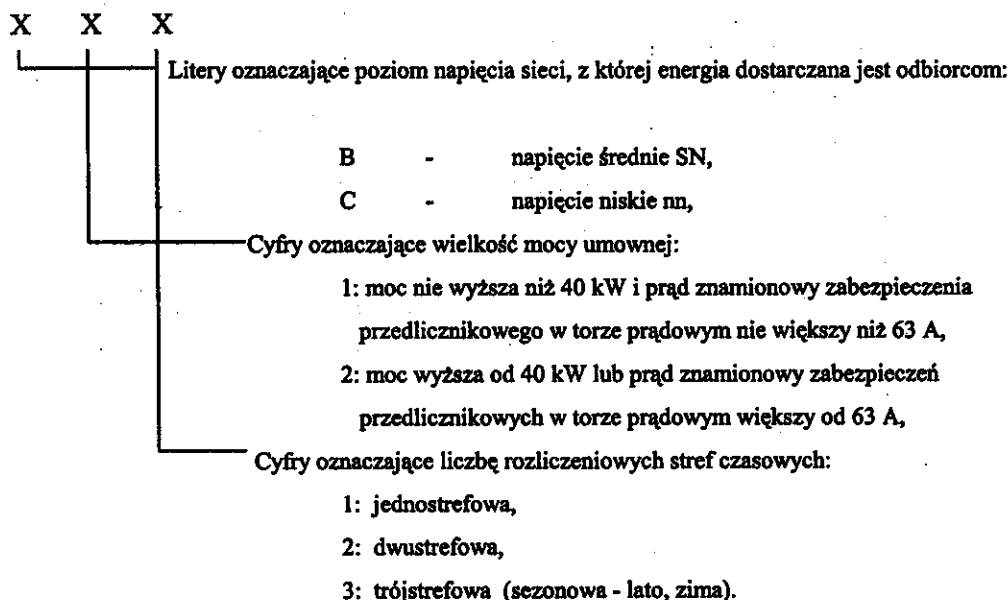 X X X
Litery oznaczające poziom napięcia sieci, z której energia dostarczana jest odbiorcom:
B - napięcie średnie SN,
C - napięcie niskie nn,
Cyfry oznaczające wielkość mocy umownej:
1: moc nie wyższa niż 40 kW i prąd znamionowy zabezpieczenia
przedlicznikowego w torze prądowym nie większy niż 63 A,
2: moc wyższa od 40 kW lub prąd znamionowy zabezpieczeń
przedlicznikowych w torze prądowym większy od 63 A,
Cyfry oznaczające liczbę rozliczeniowych stref czasowych:
1: jednostrefowa,
2: dwustrefowa,
3: trójstrefowa (sezonowa - lato, zima).